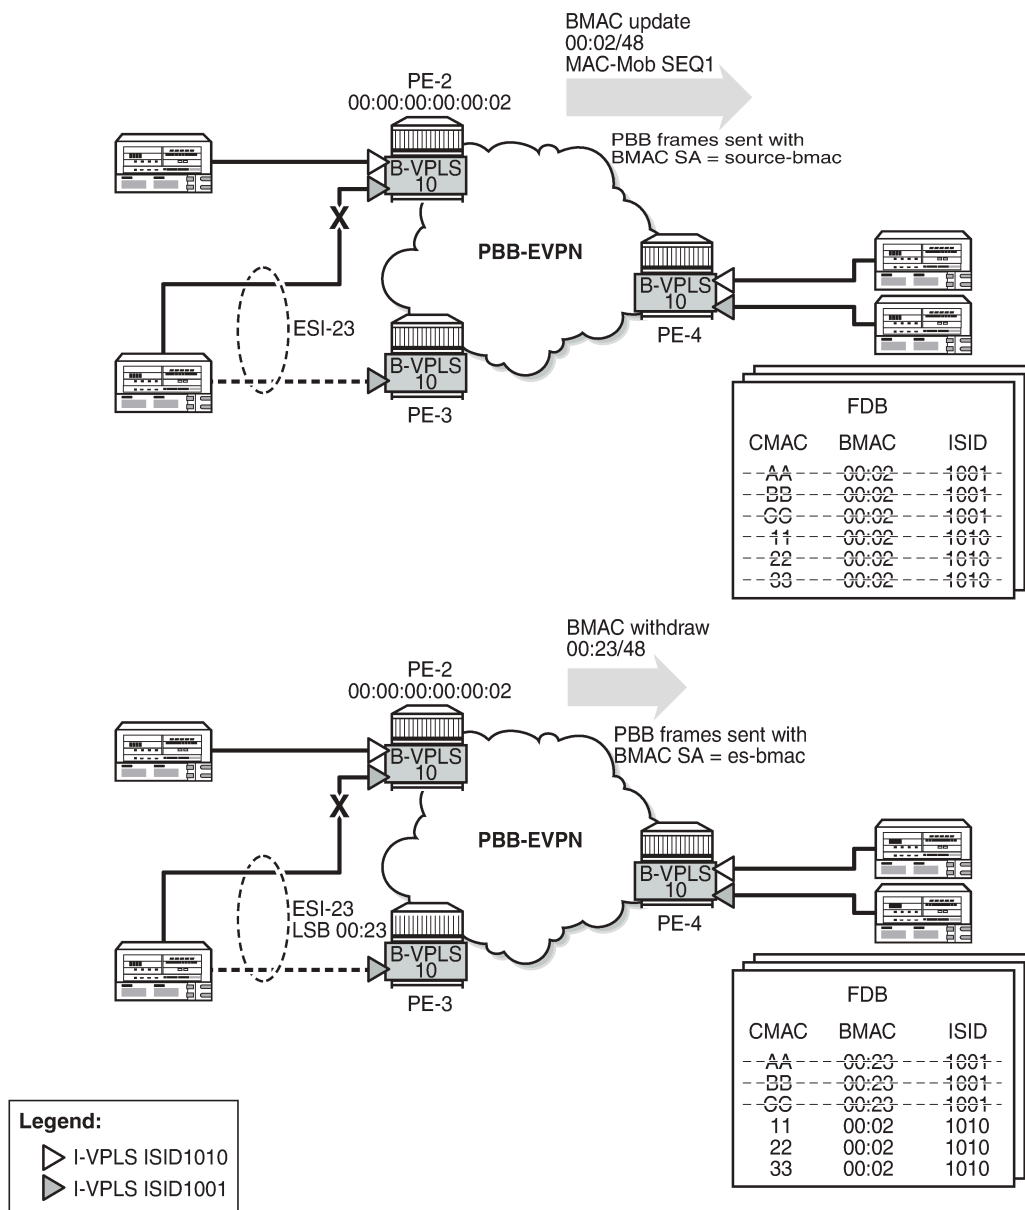 BMAC update
00:02/48
MAC-Mob SEQ1
PE-2
00:00:00:00:00:02
PBB frames sent with
BMAC SA = source-bmac
B-VPLS
10
X
PBB-EVPN
B-VPLS
10
ESI-23
PE-4
B-VPLS
10
PE-3
FDB
CMAC BMAC ISID
AA 00:02 1001
BB 00:02 1001
CC 00:02 1001
11 00:02 1010
22 00:02 1010
33 00:02 1010
BMAC withdraw
00:23/48
PE-2
00:00:00:00:00:02
PBB frames sent with
BMAC SA = es-bmac
B-VPLS
10
X
PBB-EVPN
B-VPLS
10
ESI-23
LSB 00:23
PE-4
B-VPLS
10
PE-3
FDB
CMAC BMAC ISID
AA 00:23 1001
BB 00:23 1001
CC 00:23 1001
11 00:02 1010
22 00:02 1010
33 00:02 1010
Legend:
I-VPLS ISID1010
I-VPLS ISID1001